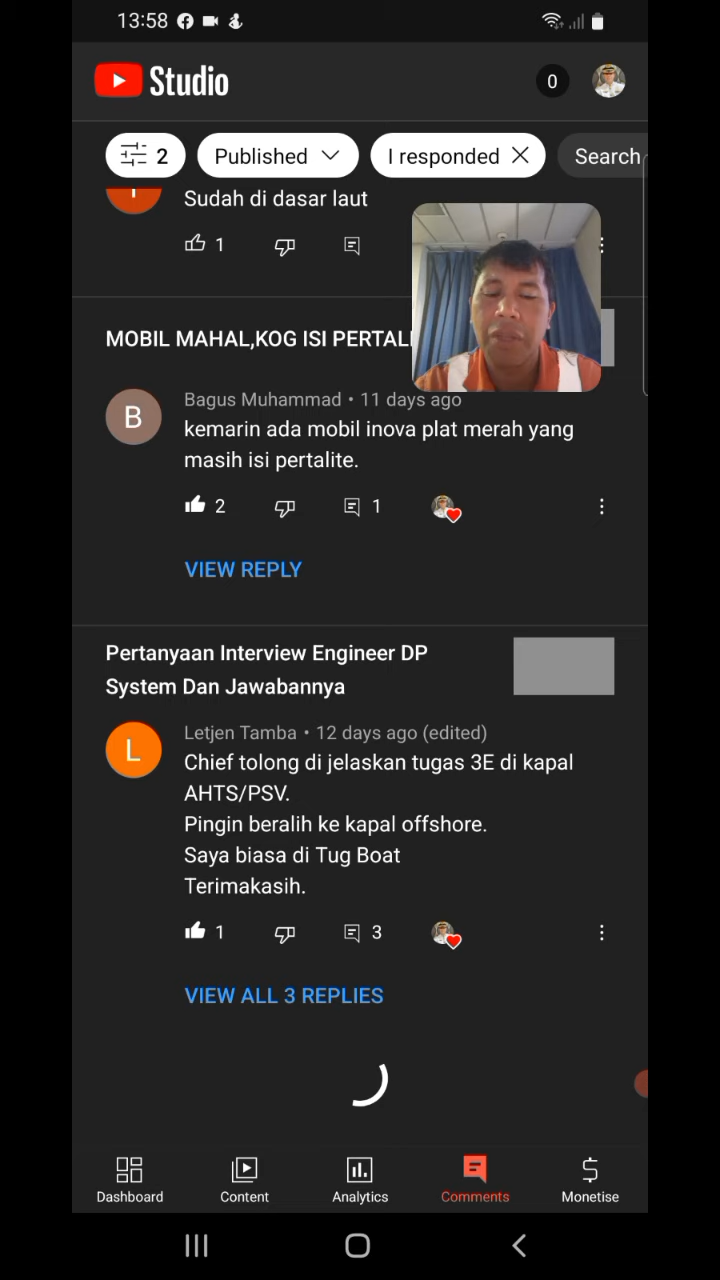 13:58
Studio
0
2
Published
I responded
Search
Sudah di dasar laut
1
MOBIL MAHAL,KOG ISI
Bagus Muhammad • 11 days ago
B
kemarin ada mobil inova plat merah yang
masih isi pertalite.
2
1
VIEW REPLY
Pertanyaan Interview Engineer DP
System Dan Jawabannya
Letjen Tamba • 12 days ago (edited)
L
Chief tolong di jelaskan tugas 3E di kapal
AHTS/PSV.
Pingin beralih ke kapal offshore.
Saya biasa di Tug Boat
Terimakasih.
1
3
VIEW ALL 3 REPLIES
Dashboard
Content
Analytics
Comments
Monetise